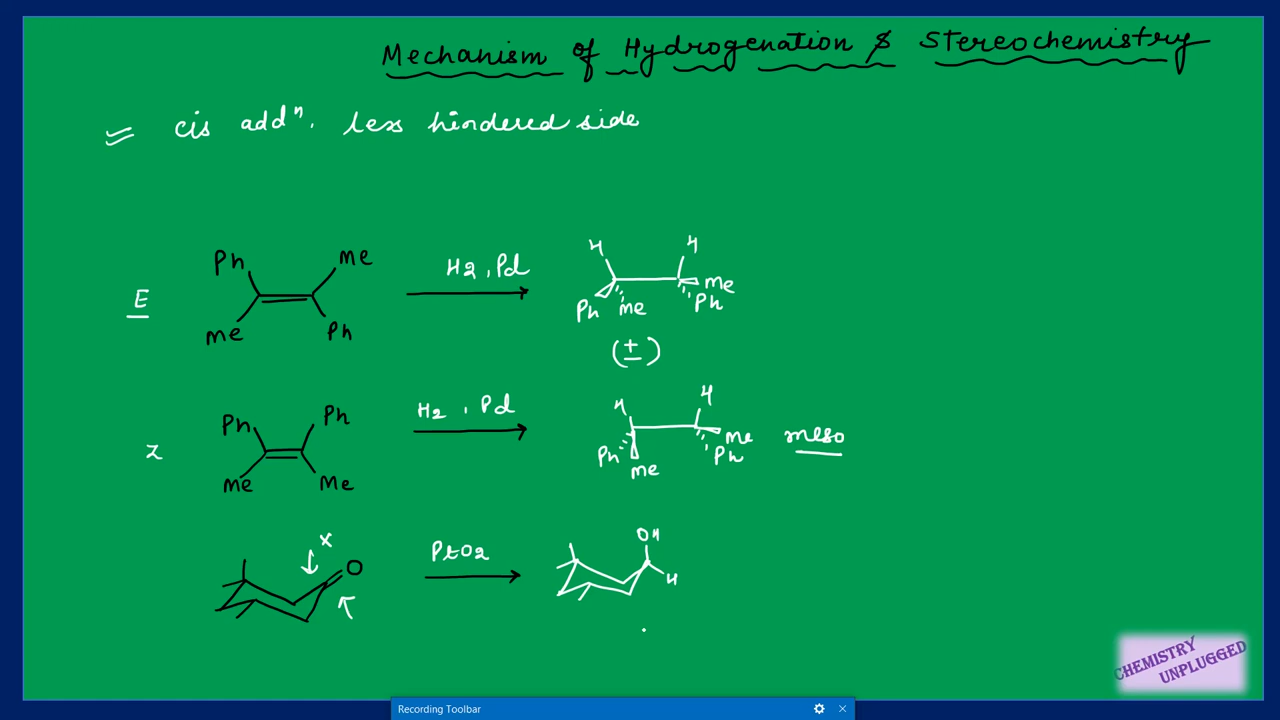 Mechanism of Hydrogenation & Stereochemistry
cis addⁿ. less hindered side
E
Ph Me
Me Ph
H2, Pd
H H
Ph Me Me Ph
(±)
Z
Ph Ph
Me Me
H2, Pd
H H
Ph Me Me Ph
meso
x
O
PtO2
OH
H
CHEMISTRY
UNPLUGGED
Recording Toolbar